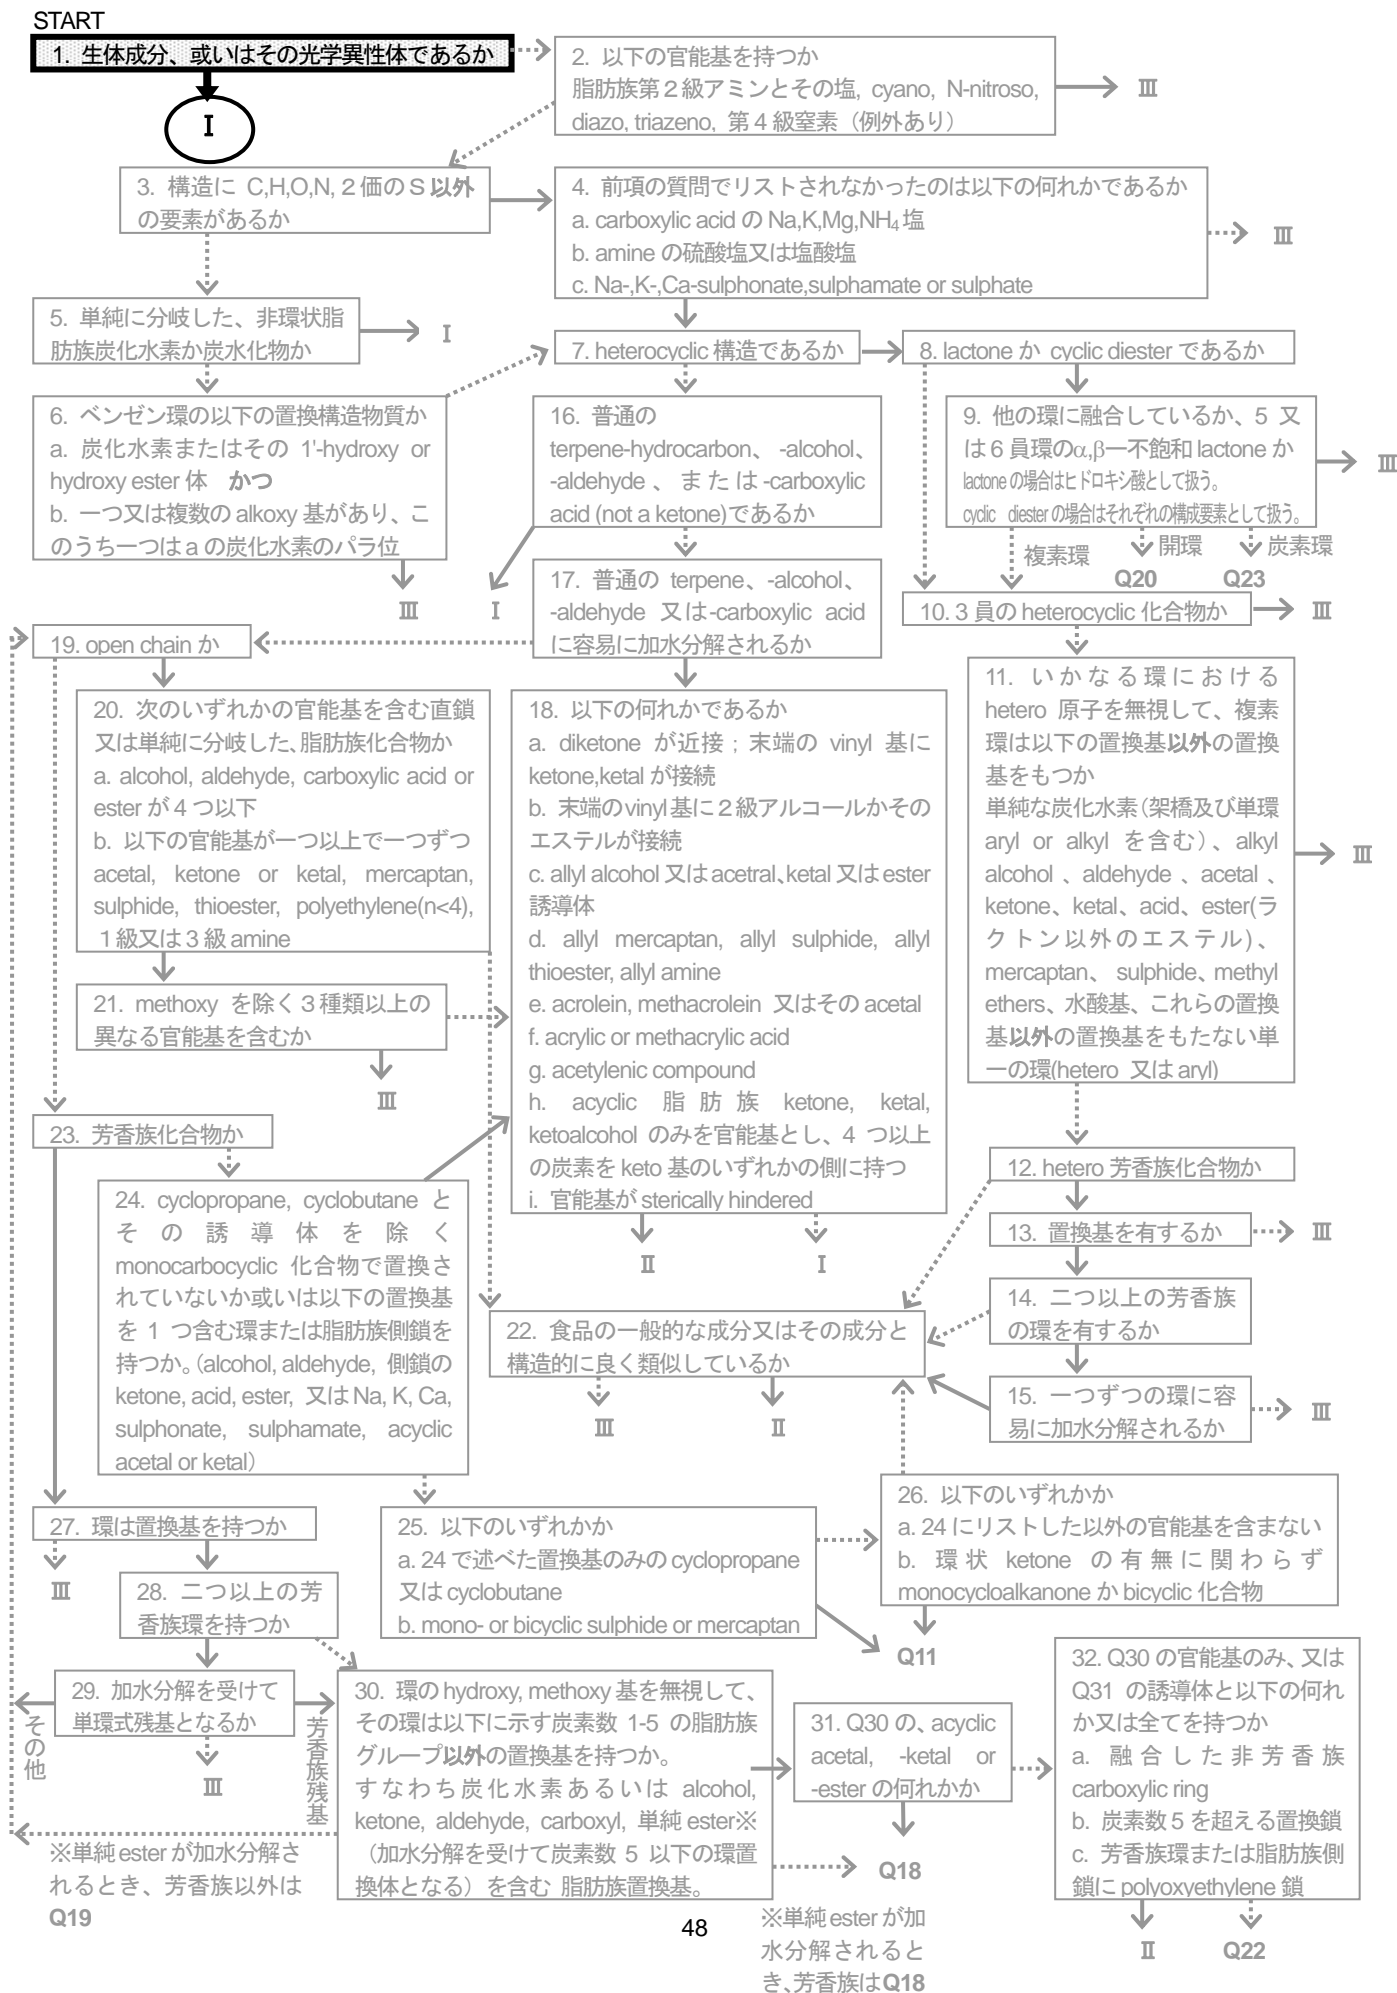 START
1. 生体成分、或いはその光学異性体であるか
I
2. 以下の官能基を持つか
脂肪族第２級アミンとその塩, cyano, N-nitroso,
diazo, triazeno, 第４級窒素（例外あり）
Ⅲ
3. 構造に C,H,O,N,２価のＳ以外
の要素があるか
4. 前項の質問でリストされなかったのは以下の何れかであるか
a. carboxylic acid の Na,K,Mg,NH4 塩
b. amine の硫酸塩又は塩酸塩
c. Na-,K-,Ca-sulphonate,sulphamate or sulphate
Ⅲ
5. 単純に分岐した、非環状脂
肪族炭化水素か炭水化物か
I
6. ベンゼン環の以下の置換構造物質か
a. 炭化水素またはその 1'-hydroxy or
hydroxy ester 体　かつ
b. 一つ又は複数の alkoxy 基があり、こ
のうち一つはａの炭化水素のパラ位
Ⅲ
7. heterocyclic 構造であるか
8. lactone か cyclic diester であるか
9. 他の環に融合しているか、5 又
は６員環のα,β―不飽和 lactone か
lactone の場合はヒドロキシ酸として扱う。
cyclic diester の場合はそれぞれの構成要素として扱う。
Ⅲ
複素環
開環
Q20
炭素環
Q23
10. 3 員の heterocyclic 化合物か
Ⅲ
11. いかなる環における
hetero 原子を無視して、複素
環は以下の置換基以外の置換
基をもつか
単純な炭化水素（架橋及び単環
aryl or alkyl を含む）、alkyl
alcohol、aldehyde、acetal、
ketone、ketal、acid、ester(ラ
クトン以外のエステル)、
mercaptan、sulphide、methyl
ethers、水酸基、これらの置換
基以外の置換基をもたない単
一の環(hetero 又は aryl)
Ⅲ
12. hetero 芳香族化合物か
13. 置換基を有するか
Ⅲ
14. 二つ以上の芳香族
の環を有するか
15. 一つずつの環に容
易に加水分解されるか
Ⅲ
16. 普通の
terpene-hydrocarbon、-alcohol、
-aldehyde、または-carboxylic
acid (not a ketone)であるか
I
17. 普通の terpene、-alcohol、
-aldehyde 又は-carboxylic acid
に容易に加水分解されるか
18. 以下の何れかであるか
a. diketone が近接；末端の vinyl 基に
ketone,ketal が接続
b. 末端のvinyl基に２級アルコールかその
エステルが接続
c. allyl alcohol 又はacetral、ketal 又は ester
誘導体
d. allyl mercaptan, allyl sulphide, allyl
thioester, allyl amine
e. acrolein, methacrolein 又はその acetal
f. acrylic or methacrylic acid
g. acetylenic compound
h. acyclic 脂肪族 ketone, ketal,
ketoalcohol のみを官能基とし、4 つ以上
の炭素を keto 基のいずれかの側に持つ
i. 官能基が sterically hindered
Ⅱ
I
19. open chain か
20. 次のいずれかの官能基を含む直鎖
又は単純に分岐した、脂肪族化合物か
a. alcohol, aldehyde, carboxylic acid or
ester が４つ以下
b. 以下の官能基が一つ以上で一つずつ
acetal, ketone or ketal, mercaptan,
sulphide, thioester, polyethylene(n<4),
１級又は３級 amine
21. methoxy を除く３種類以上の
異なる官能基を含むか
Ⅲ
22. 食品の一般的な成分又はその成分と
構造的に良く類似しているか
Ⅲ
Ⅱ
23. 芳香族化合物か
24. cyclopropane, cyclobutane と
その誘導体を除く
monocarbocyclic 化合物で置換さ
れていないか或いは以下の置換基
を 1 つ含む環または脂肪族側鎖を
持つか。(alcohol, aldehyde, 側鎖の
ketone, acid, ester, 又は Na, K, Ca,
sulphonate, sulphamate, acyclic
acetal or ketal）
25. 以下のいずれかか
a. 24 で述べた置換基のみの cyclopropane
又は cyclobutane
b. mono- or bicyclic sulphide or mercaptan
26. 以下のいずれかか
a. 24 にリストした以外の官能基を含まない
b. 環状 ketone の有無に関わらず
monocycloalkanone か bicyclic 化合物
Q11
27. 環は置換基を持つか
Ⅲ
28. 二つ以上の芳
香族環を持つか
29. 加水分解を受けて
単環式残基となるか
その他
Ⅲ
芳香族残基
30. 環の hydroxy, methoxy 基を無視して、
その環は以下に示す炭素数 1-5 の脂肪族
グループ以外の置換基を持つか。
すなわち炭化水素あるいは alcohol,
ketone, aldehyde, carboxyl, 単純 ester※
（加水分解を受けて炭素数 5 以下の環置
換体となる）を含む 脂肪族置換基。
31. Q30 の、acyclic
acetal, -ketal or
-ester の何れかか
Q18
32. Q30 の官能基のみ、又は
Q31 の誘導体と以下の何れ
か又は全てを持つか
a. 融合した非芳香族
carboxylic ring
b. 炭素数５を超える置換鎖
c. 芳香族環または脂肪族側
鎖に polyoxyethylene 鎖
Ⅱ
Q22
※単純 ester が加水分解さ
れるとき、芳香族以外は
Q19
※単純 ester が加
水分解されると
き、芳香族はQ18
48